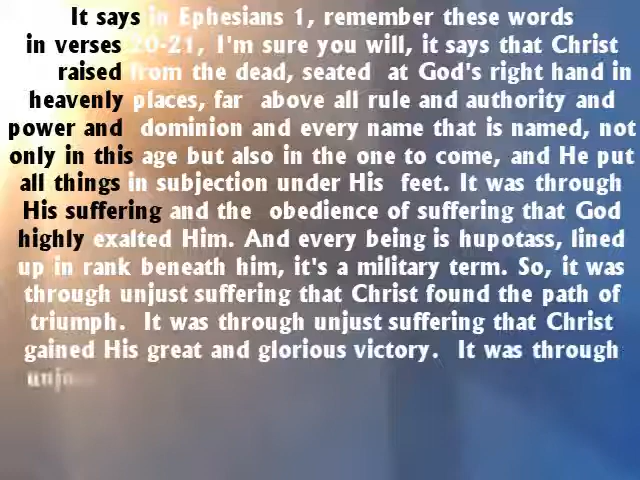 It says in Ephesians 1, remember these words
in verses 20-21, I'm sure you will, it says that Christ
raised from the dead, seated at God's right hand in
heavenly places, far above all rule and authority and
power and dominion and every name that is named, not
only in this age but also in the one to come, and He put
all things in subjection under His feet. It was through
His suffering and the obedience of suffering that God
highly exalted Him. And every being is hupotass, lined
up in rank beneath him, it's a military term. So, it was
through unjust suffering that Christ found the path of
triumph. It was through unjust suffering that Christ
gained His great and glorious victory. It was through